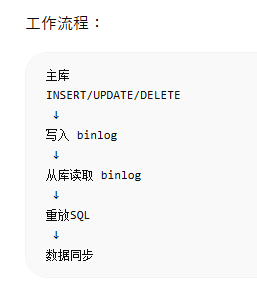 工作流程：
主库
INSERT/UPDATE/DELETE
↓
写入 binlog
↓
从库读取 binlog
↓
重放SQL
↓
数据同步